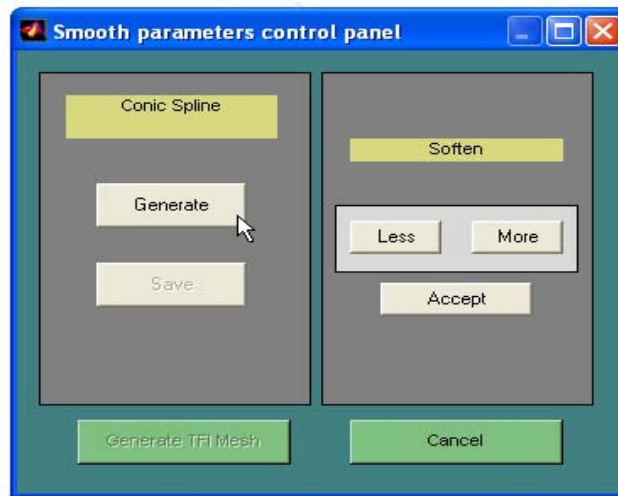 Smooth parameters control panel
Conic Spline
Generate
Save
Soften
Less
More
Accept
Generate TFI Mesh
Cancel